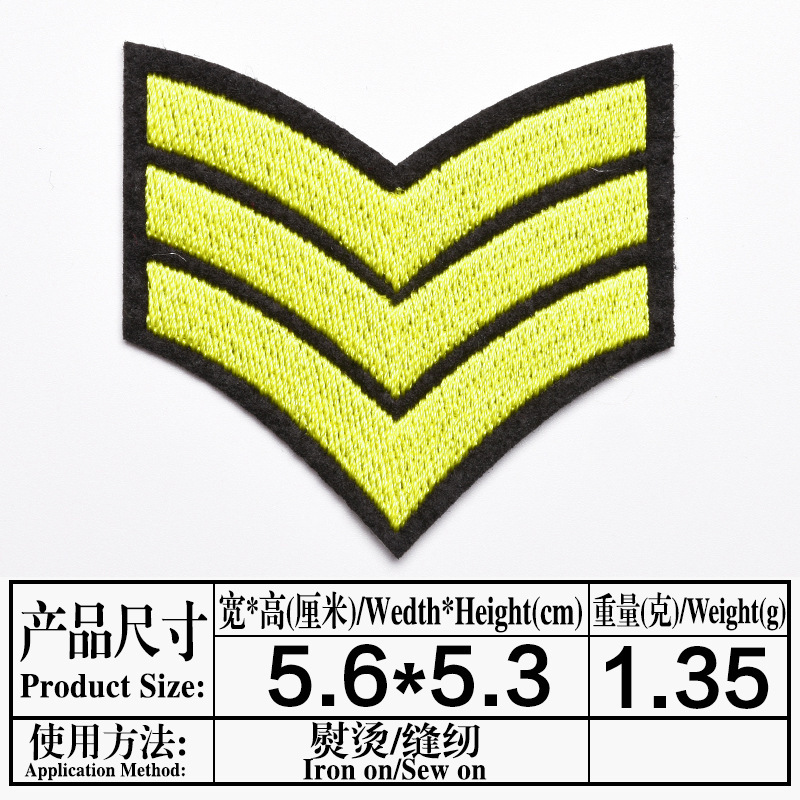 产品尺寸
Product Size:
宽*高(厘米)/Wedth*Height(cm)
重量(克)/Weight(g)
5.6*5.3
1.35
使用方法:
Application Method:
熨烫/缝纫
Iron on/Sew on